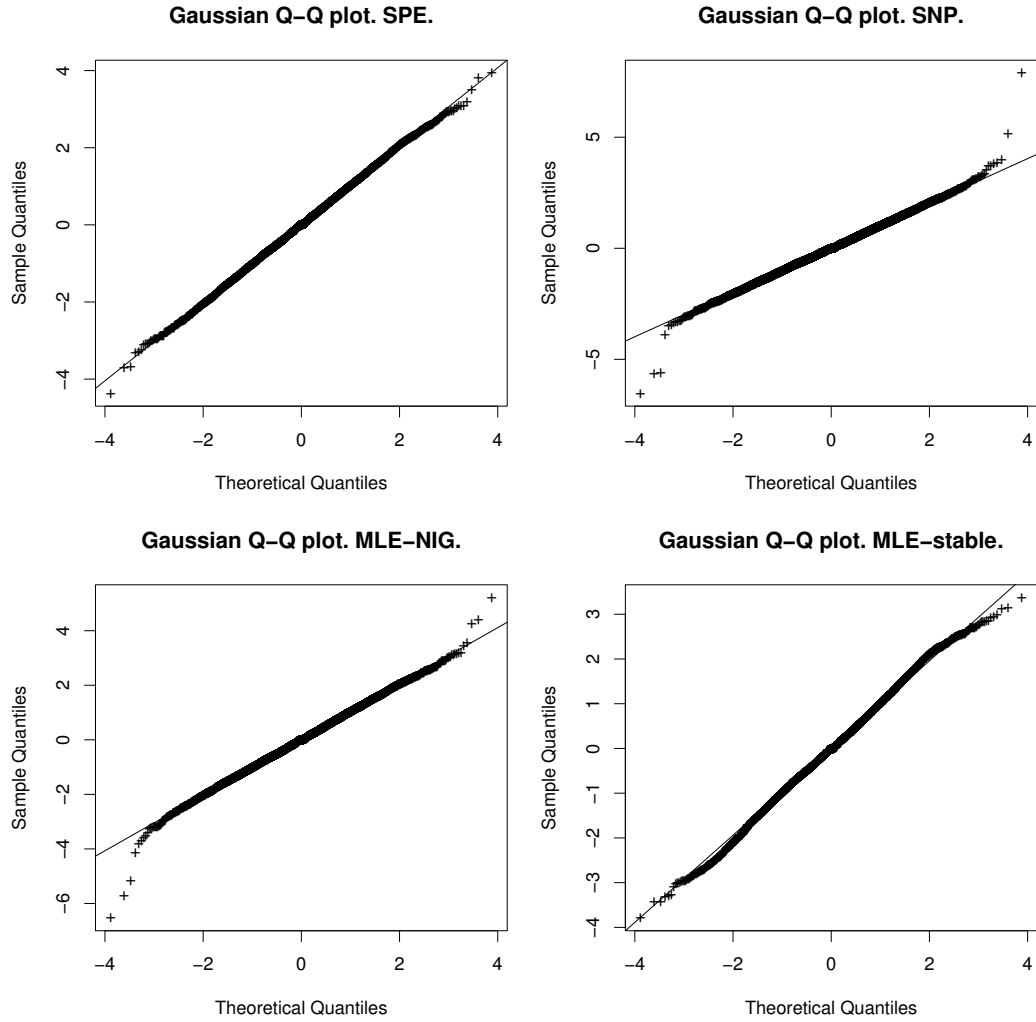 Gaussian Q−Q plot. SPE.
Sample Quantiles
4
2
0
−2
−4
−4 −2 0 2 4
Theoretical Quantiles
Gaussian Q−Q plot. SNP.
Sample Quantiles
5
0
−5
−4 −2 0 2 4
Theoretical Quantiles
Gaussian Q−Q plot. MLE−NIG.
Sample Quantiles
4
2
0
−2
−4
−6
−4 −2 0 2 4
Theoretical Quantiles
Gaussian Q−Q plot. MLE−stable.
Sample Quantiles
3
2
1
0
−1
−2
−3
−4
−4 −2 0 2 4
Theoretical Quantiles